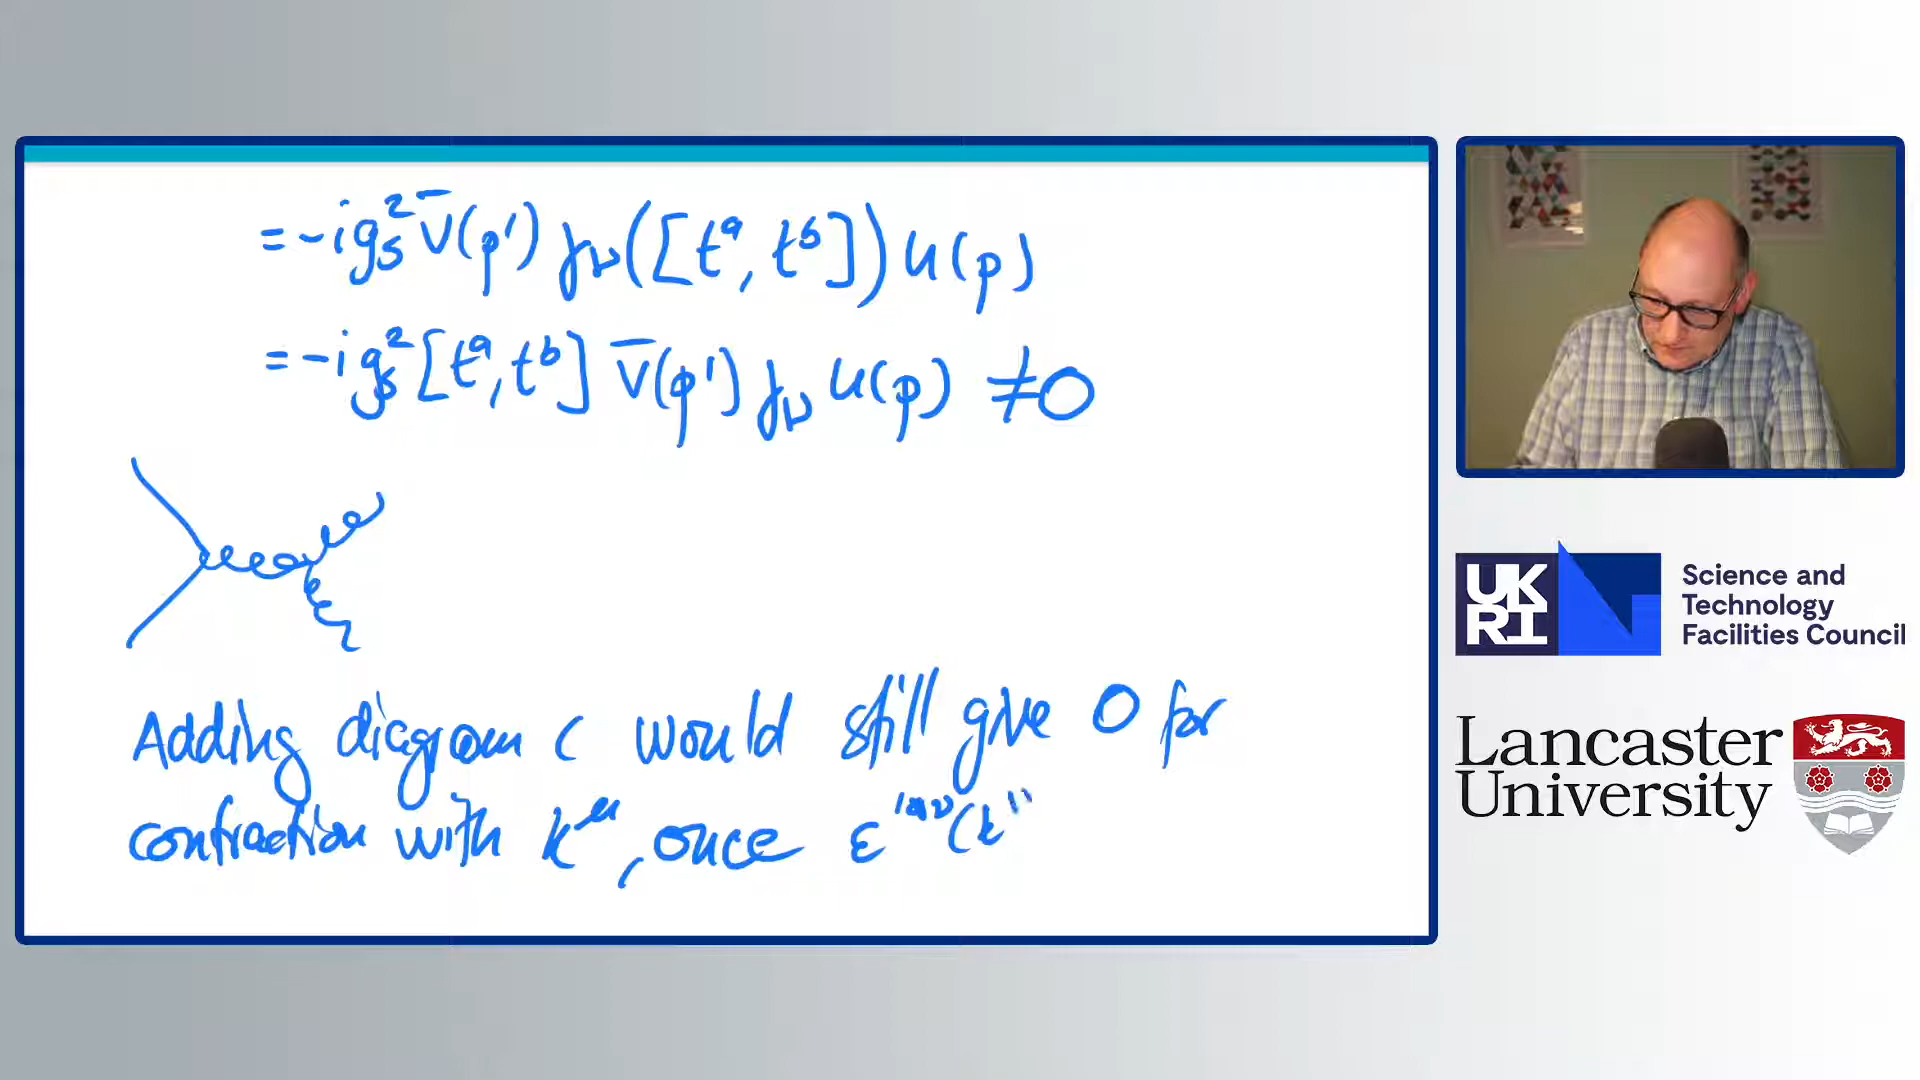 = -ig_s^2 v̄(p') γ_ν ([t^a, t^b]) u(p)
= -ig_s^2 [t^a, t^b] v̄(p') γ_ν u(p) ≠ 0
Adding diagram c would still give 0 for
contraction with k^μ, once ε
UKRI
Science and
Technology
Facilities Council
Lancaster
University